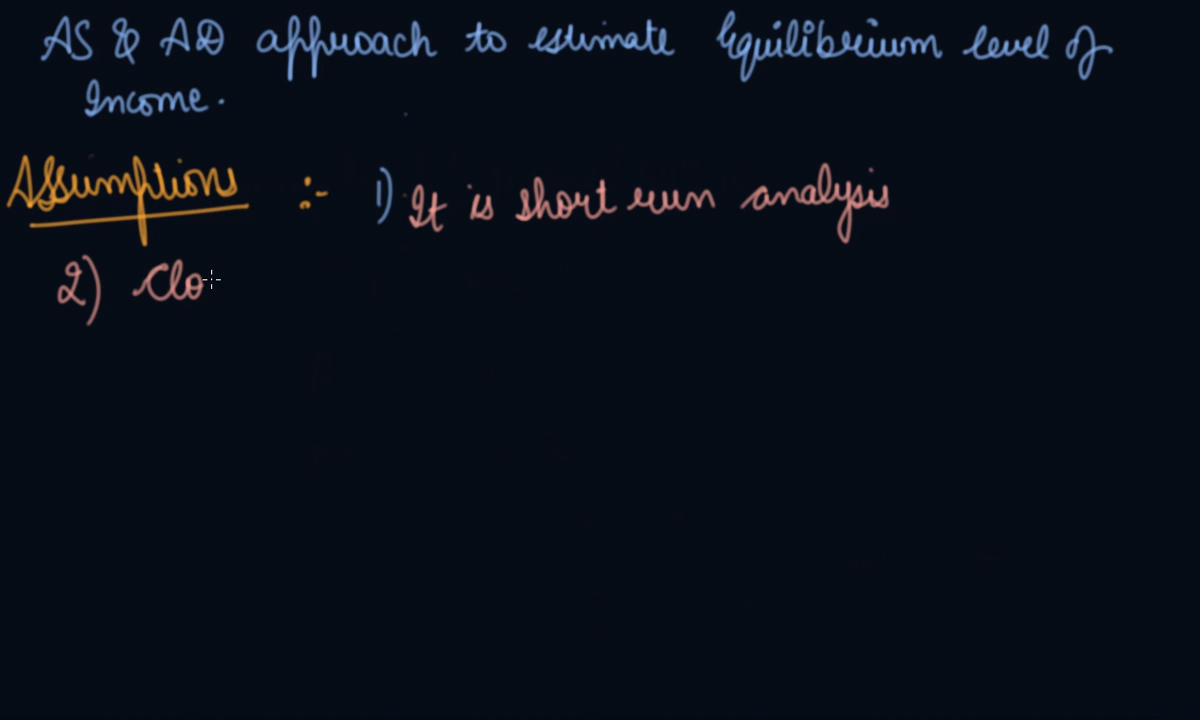 AS & AD approach to estimate Equilibrium level of
Income.
Assumptions :- 1) It is short run analysis
2) Clo